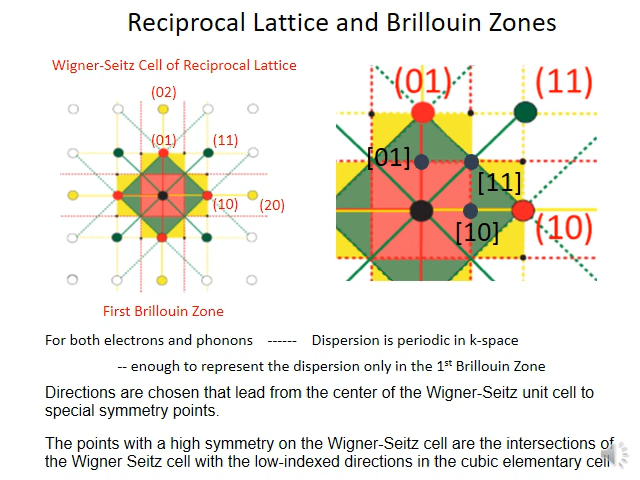 Reciprocal Lattice and Brillouin Zones
Wigner-Seitz Cell of Reciprocal Lattice
(02)
(01)
(11)
(10)
(20)
First Brillouin Zone
(01)
(11)
[01]
[11]
[10]
(10)
For both electrons and phonons ------ Dispersion is periodic in k-space
-- enough to represent the dispersion only in the 1st Brillouin Zone
Directions are chosen that lead from the center of the Wigner-Seitz unit cell to
special symmetry points.
The points with a high symmetry on the Wigner-Seitz cell are the intersections of
the Wigner Seitz cell with the low-indexed directions in the cubic elementary cell